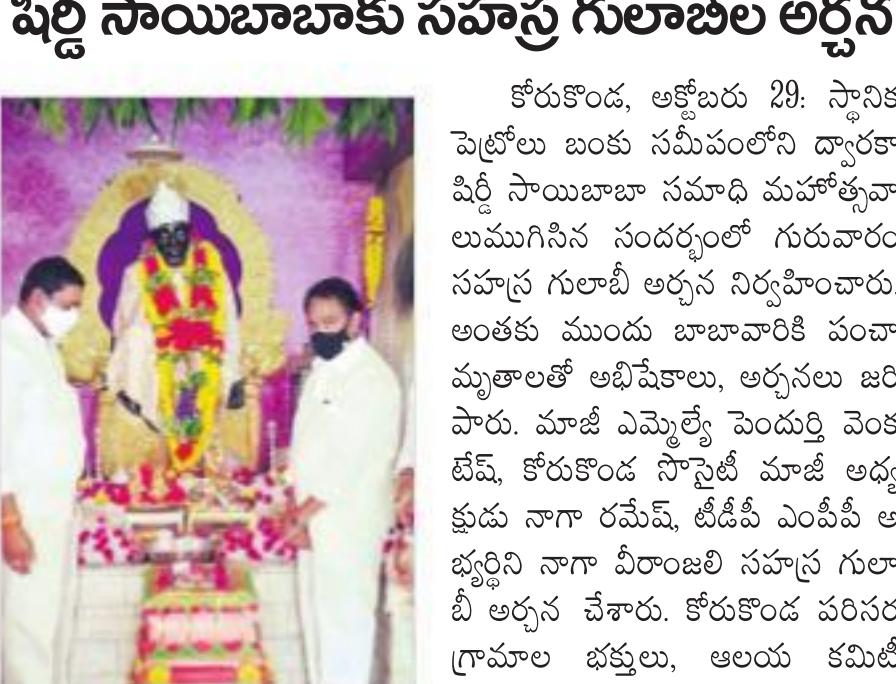 షిర్డీ సాయిబాబాకు సహస్ర గులాబీల అర్చన
కోరుకొండ, అక్టోబరు 29: స్థానిక
పెట్రోలు బంకు సమీపంలోని ద్వారకా
షిర్డీ సాయిబాబా సమాధి మహోత్సవా
లుముగిసిన సందర్భంలో గురువారం
సహస్ర గులాబీ అర్చన నిర్వహించారు.
అంతకు ముందు బాబావారికి పంచా
మృతాలతో అభిషేకాలు, అర్చనలు జరి
పారు. మాజీ ఎమ్మెల్యే పెందుర్తి వెంక
టేష్, కోరుకొండ సొసైటీ మాజీ అధ్య
క్షుడు నాగా రమేష్, టీడీపీ ఎంపీపీ అ
భ్యర్థిని నాగా వీరాంజలి సహస్ర గులా
బీ అర్చన చేశారు. కోరుకొండ పరిసర
గ్రామాల భక్తులు, ఆలయ కమిటీ